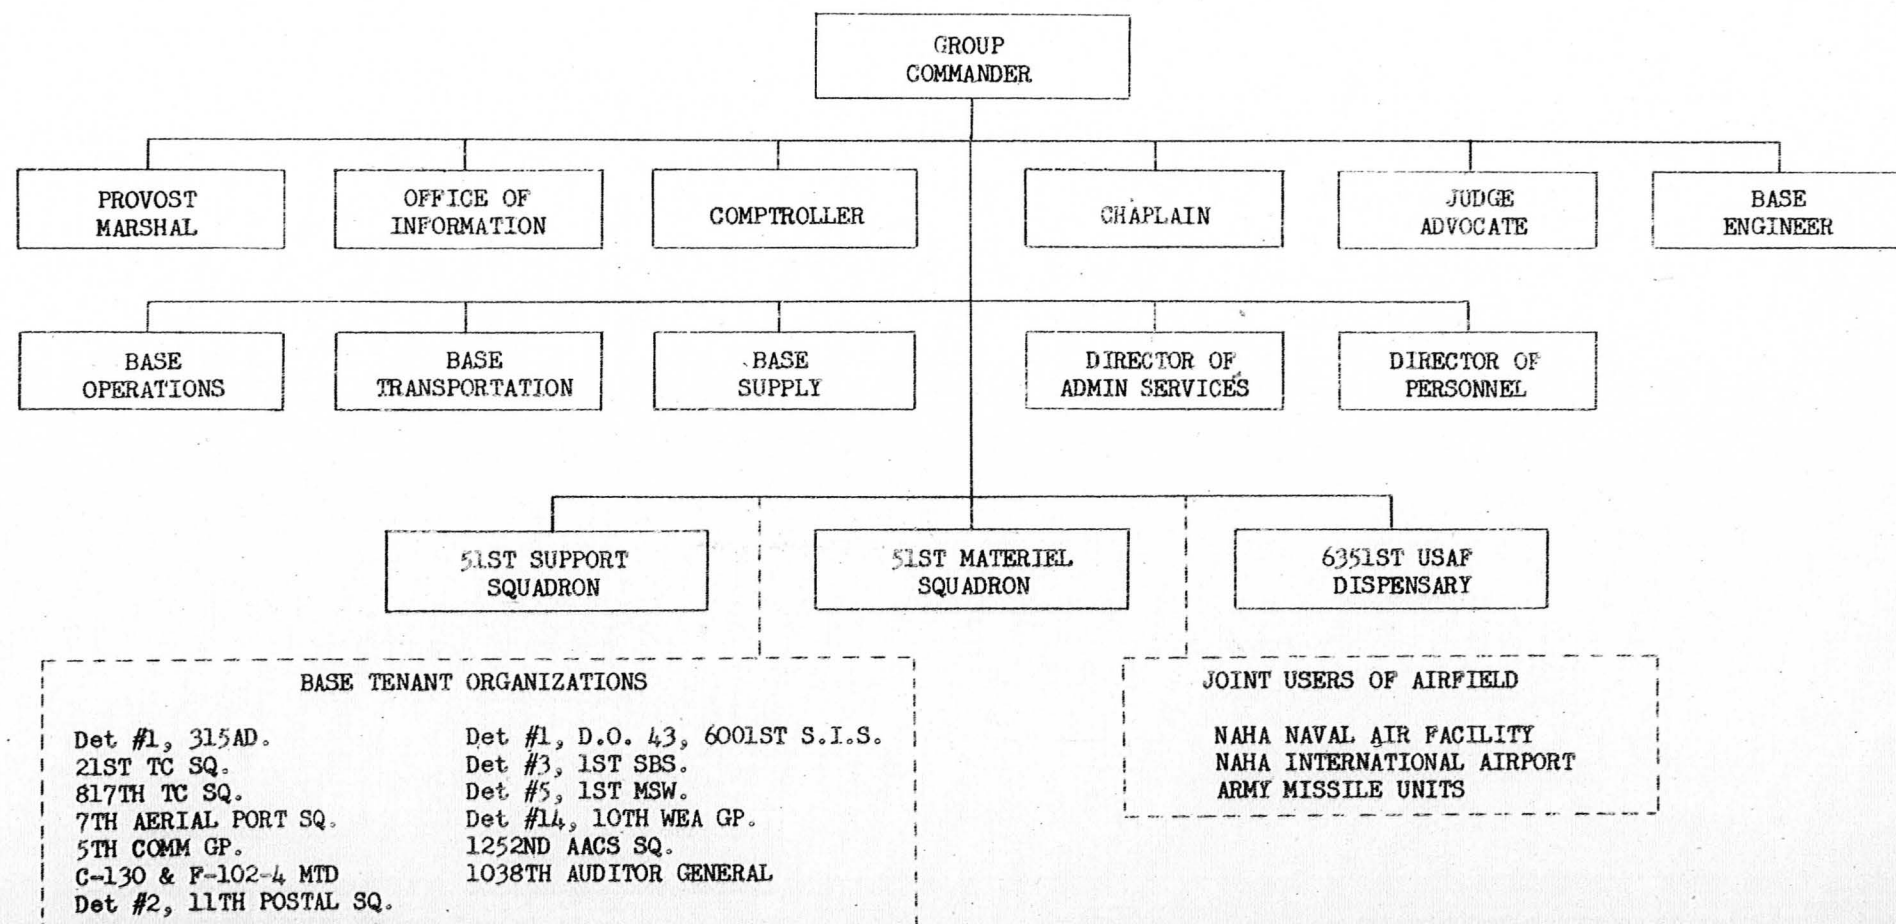 GROUP
COMMANDER
PROVOST
MARSHAL
OFFICE OF
INFORMATION
COMPTROLLER
CHAPLAIN
JUDGE
ADVOCATE
BASE
ENGINEER
BASE
OPERATIONS
BASE
TRANSPORTATION
BASE
SUPPLY
DIRECTOR OF
ADMIN SERVICES
DIRECTOR OF
PERSONNEL
51ST SUPPORT
SQUADRON
51ST MATERIEL
SQUADRON
6351ST USAF
DISPENSARY
BASE TENANT ORGANIZATIONS
Det #1, 315AD.
21ST TC SQ.
817TH TC SQ.
7TH AERIAL PORT SQ.
5TH COMM GP.
C-130 & F-102-4 MTD
Det #2, 11TH POSTAL SQ.
Det #1, D.O. 43, 6001ST S.I.S.
Det #3, 1ST SBS.
Det #5, 1ST MSW.
Det #14, 10TH WEA GP.
1252ND AACS SQ.
1038TH AUDITOR GENERAL
JOINT USERS OF AIRFIELD
NAHA NAVAL AIR FACILITY
NAHA INTERNATIONAL AIRPORT
ARMY MISSILE UNITS